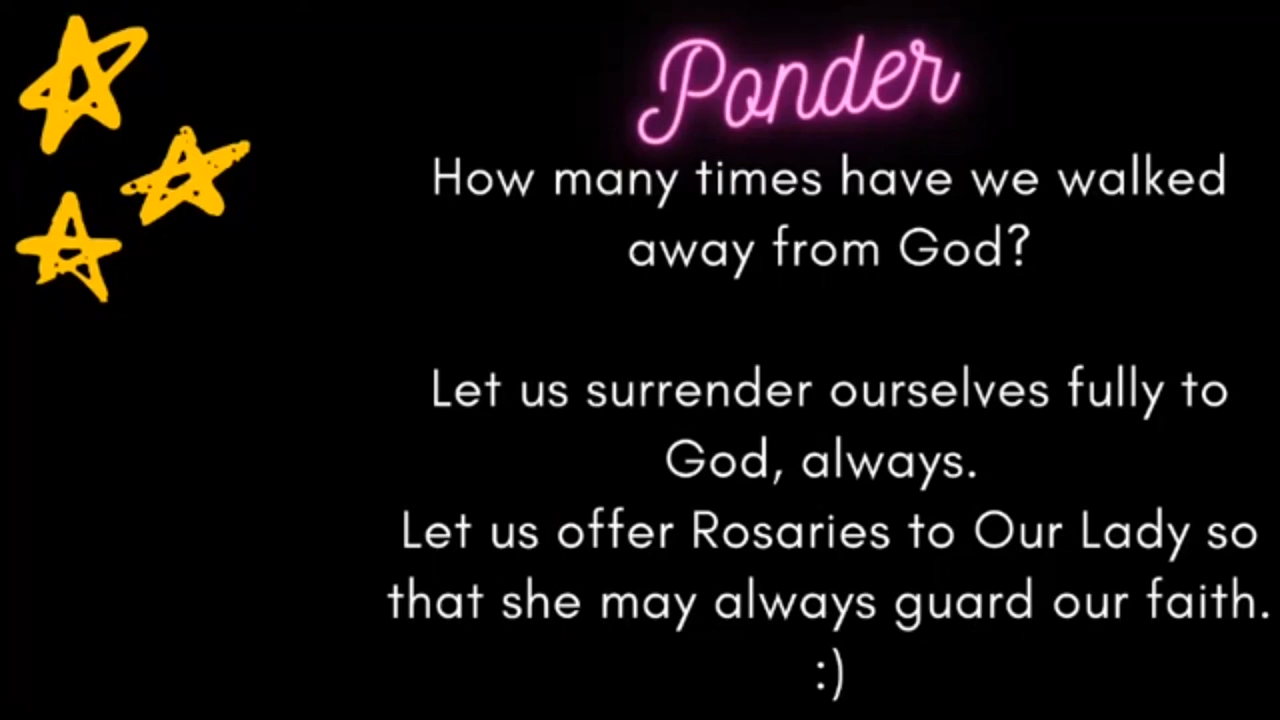 Ponder
How many times have we walked
away from God?
Let us surrender ourselves fully to
God, always.
Let us offer Rosaries to Our Lady so
that she may always guard our faith.
:)